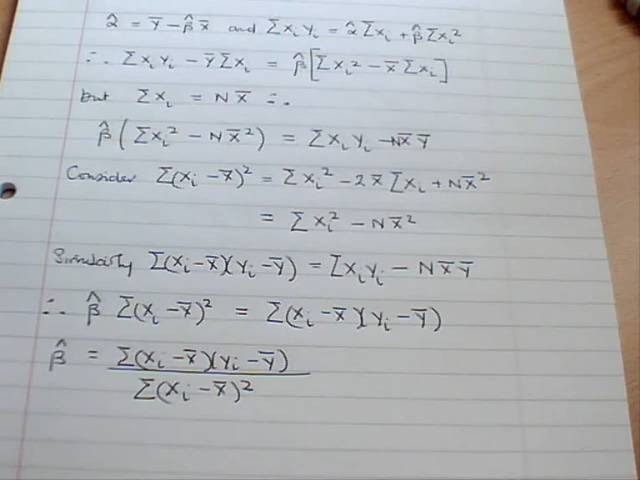 α̂ = Ȳ − β̂x̄ and Σxᵢyᵢ = α̂Σxᵢ + β̂Σxᵢ²
∴ Σxᵢyᵢ − ȲΣxᵢ = β̂[Σxᵢ² − x̄Σxᵢ]
but Σxᵢ = Nx̄ ∴
β̂(Σxᵢ² − Nx̄²) = Σxᵢyᵢ − Nx̄Ȳ
Consider Σ(xᵢ − x̄)² = Σxᵢ² − 2x̄Σxᵢ + Nx̄²
= Σxᵢ² − Nx̄²
Similarly Σ(xᵢ − x̄)(yᵢ − ȳ) = Σxᵢyᵢ − Nx̄ȳ
∴ β̂ Σ(xᵢ − x̄)² = Σ(xᵢ − x̄)(yᵢ − ȳ)
β̂ = Σ(xᵢ − x̄)(yᵢ − ȳ)
Σ(xᵢ − x̄)²